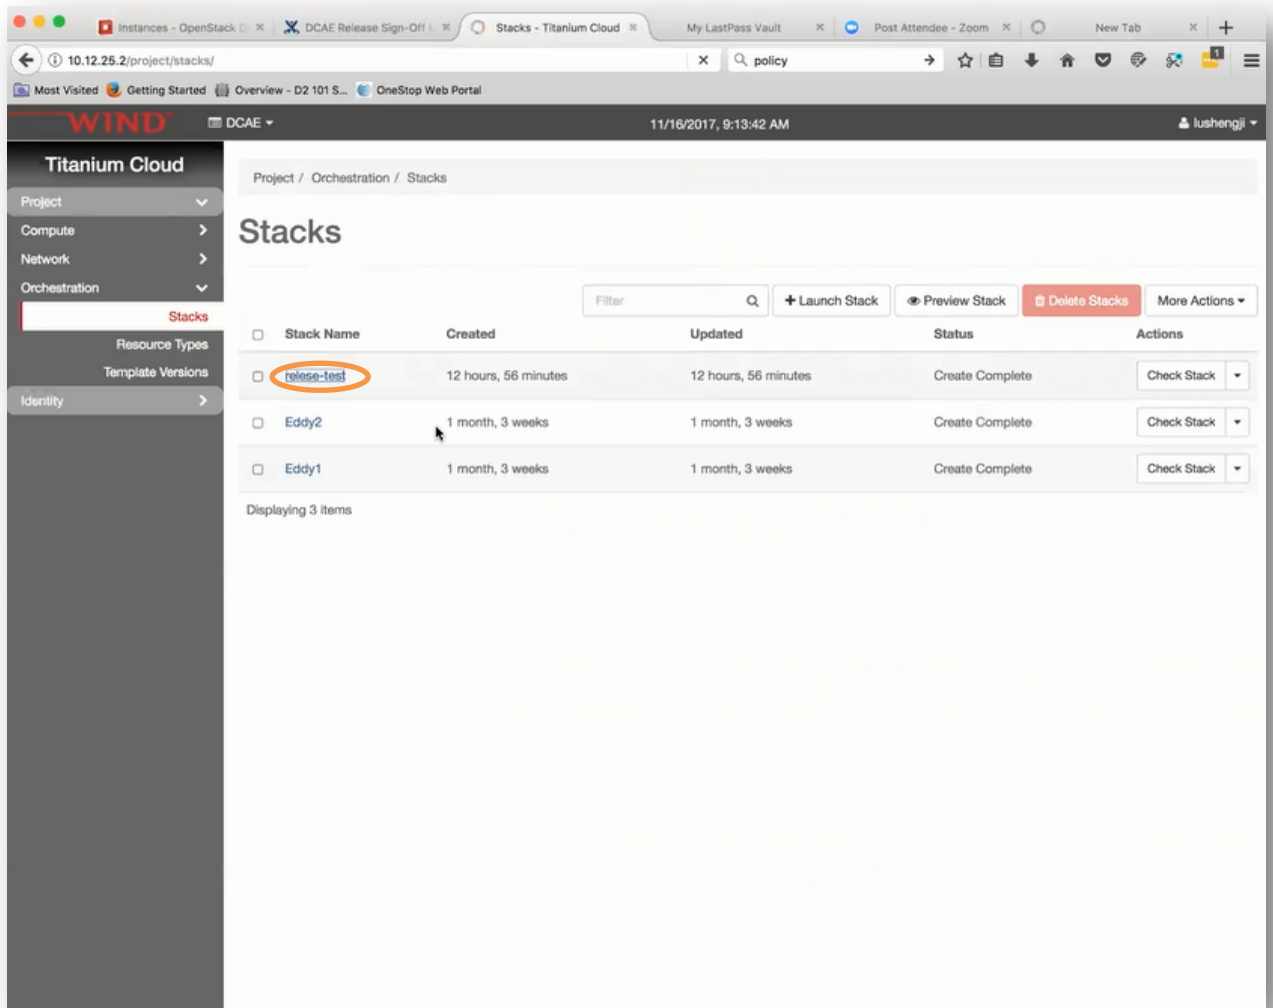 Instances - OpenStack D
DCAE Release Sign-Off
Stacks - Titanium Cloud
My LastPass Vault
Post Attendee - Zoom
New Tab
10.12.25.2/project/stacks/
policy
1
Most Visited
Getting Started
Overview - D2 101 S...
OneStop Web Portal
WIND
DCAE
11/16/2017, 9:13:42 AM
lushengji
Titanium Cloud
Project / Orchestration / Stacks
Project
Compute
Network
Orchestration
Stacks
Resource Types
Template Versions
Identity
Stacks
Filter
+ Launch Stack
Preview Stack
Delete Stacks
More Actions
Stack Name Created Updated Status Actions
relese-test 12 hours, 56 minutes 12 hours, 56 minutes Create Complete Check Stack
Eddy2 1 month, 3 weeks 1 month, 3 weeks Create Complete Check Stack
Eddy1 1 month, 3 weeks 1 month, 3 weeks Create Complete Check Stack
Displaying 3 items